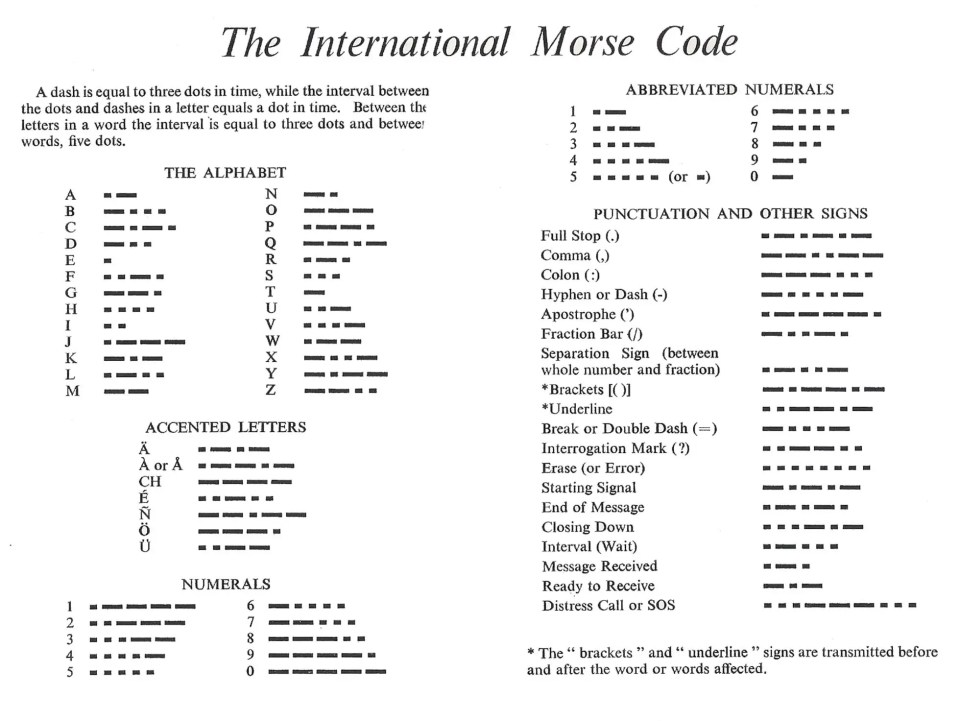 The International Morse Code
A dash is equal to three dots in time, while the interval between
the dots and dashes in a letter equals a dot in time. Between the
letters in a word the interval is equal to three dots and betwee
words, five dots.
THE ALPHABET
A .-
B -...
C -.-.
D -..
E .
F ..-.
G --.
H ....
I ..
J .---
K -.-
L .-..
M --
N -.
O ---
P .--.
Q --.-
R .-.
S ...
T -
U ..-
V ...-
W .--
X -..-
Y -.--
Z --..
ACCENTED LETTERS
Ä .-.-
À or Å .--.-
CH ----
É ..-..
Ñ --.--
Ö ---.
Ü ..--
NUMERALS
1 .----
2 ..---
3 ...--
4 ....-
5 .....
6 -....
7 --...
8 ---..
9 ----.
0 -----
ABBREVIATED NUMERALS
1 .-
2 ..-
3 ...-
4 ....-
5 ..... (or .)
6 -....
7 -...
8 -..
9 -.
0 -
PUNCTUATION AND OTHER SIGNS
Full Stop (.) .-.-.-
Comma (,) --..--
Colon (:) ---...
Hyphen or Dash (-) -....-
Apostrophe (') .----.
Fraction Bar (/) -..-.
Separation Sign (between
whole number and fraction) .-..-
*Brackets [( )] -.--.-
*Underline ..--.-
Break or Double Dash (=) -...-
Interrogation Mark (?) ..--..
Erase (or Error) ........
Starting Signal -.-.-
End of Message .-.-.
Closing Down ...-.-
Interval (Wait) .-...
Message Received .-.
Ready to Receive -.-
Distress Call or SOS ...---...
* The “ brackets ” and “ underline ” signs are transmitted before
and after the word or words affected.